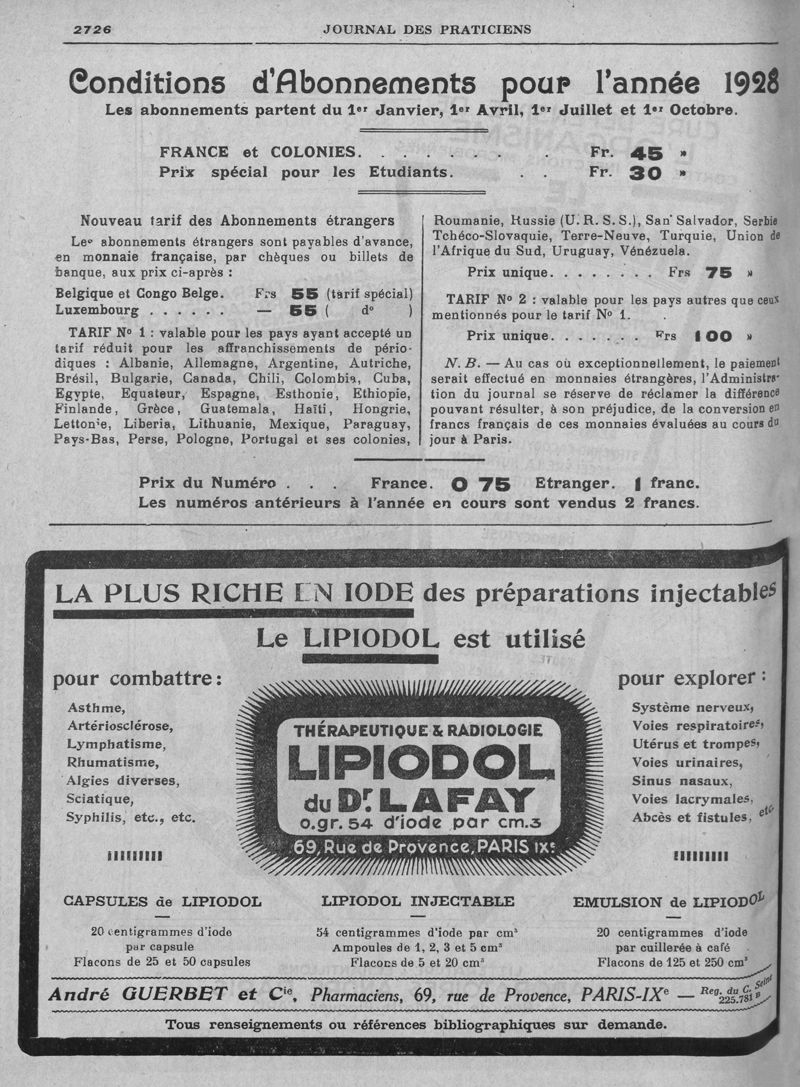 2726
JOURNAL DES PRATICIENS
Conditions d'Abonnements pour l'année 1928
Les abonnements partent du 1er Janvier, 1er Avril, 1er Juillet et 1er Octobre.
FRANCE et COLONIES. . . . . . . . Fr. 45 »
Prix spécial pour les Etudiants. . . Fr. 30 »
Nouveau tarif des Abonnements étrangers
Les abonnements étrangers sont payables d'avance,
en monnaie française, par chèques ou billets de
banque, aux prix ci-après :
Belgique et Congo Belge. Frs 55 (tarif spécial)
Luxembourg . . . . . . — 55 ( do )
TARIF No 1 : valable pour les pays ayant accepté un
tarif réduit pour les affranchissements de pério-
diques : Albanie, Allemagne, Argentine, Autriche,
Brésil, Bulgarie, Canada, Chili, Colombia, Cuba,
Egypte, Equateur, Espagne, Esthonie, Ethiopie,
Finlande, Grèce, Guatemala, Haïti, Hongrie,
Lettonie, Liberia, Lithuanie, Mexique, Paraguay,
Pays-Bas, Perse, Pologne, Portugal et ses colonies,
Roumanie, Russie (U. R. S. S.), San Salvador, Serbie
Tchéco-Slovaquie, Terre-Neuve, Turquie, Union de
l'Afrique du Sud, Uruguay, Vénézuela.
Prix unique. . . . . . . . Frs 75 »
TARIF No 2 : valable pour les pays autres que ceux
mentionnés pour le tarif No 1.
Prix unique. . . . . . . Frs 100 »
N. B. — Au cas où exceptionnellement, le paiement
serait effectué en monnaies étrangères, l'Administra-
tion du journal se réserve de réclamer la différence
pouvant résulter, à son préjudice, de la conversion en
francs français de ces monnaies évaluées au cours du
jour à Paris.
Prix du Numéro . . . France. 0 75 Etranger. 1 franc.
Les numéros antérieurs à l'année en cours sont vendus 2 francs.
LA PLUS RICHE EN IODE des préparations injectables
Le LIPIODOL est utilisé
pour combattre :
Asthme,
Artériosclérose,
Lymphatisme,
Rhumatisme,
Algies diverses,
Sciatique,
Syphilis, etc., etc.
THÉRAPEUTIQUE & RADIOLOGIE
LIPIODOL
du Dr. LAFAY
0.gr. 54 d'iode par cm.3
69, Rue de Provence, PARIS IXe
pour explorer :
Système nerveux,
Voies respiratoires,
Utérus et trompes,
Voies urinaires,
Sinus nasaux,
Voies lacrymales,
Abcès et fistules, etc.
CAPSULES de LIPIODOL
20 centigrammes d'iode
par capsule
Flacons de 25 et 50 capsules
LIPIODOL INJECTABLE
54 centigrammes d'iode par cm3
Ampoules de 1, 2, 3 et 5 cm3
Flacons de 5 et 20 cm3
EMULSION de LIPIODOL
20 centigrammes d'iode
par cuillerée à café
Flacons de 125 et 250 cm3
André GUERBET et Cie, Pharmaciens, 69, rue de Provence, PARIS-IXe — Reg. du C. Seine 225.781 B
Tous renseignements ou références bibliographiques sur demande.